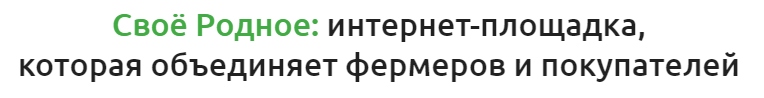 Своё Родное: интернет-площадка,
которая объединяет фермеров и покупателей